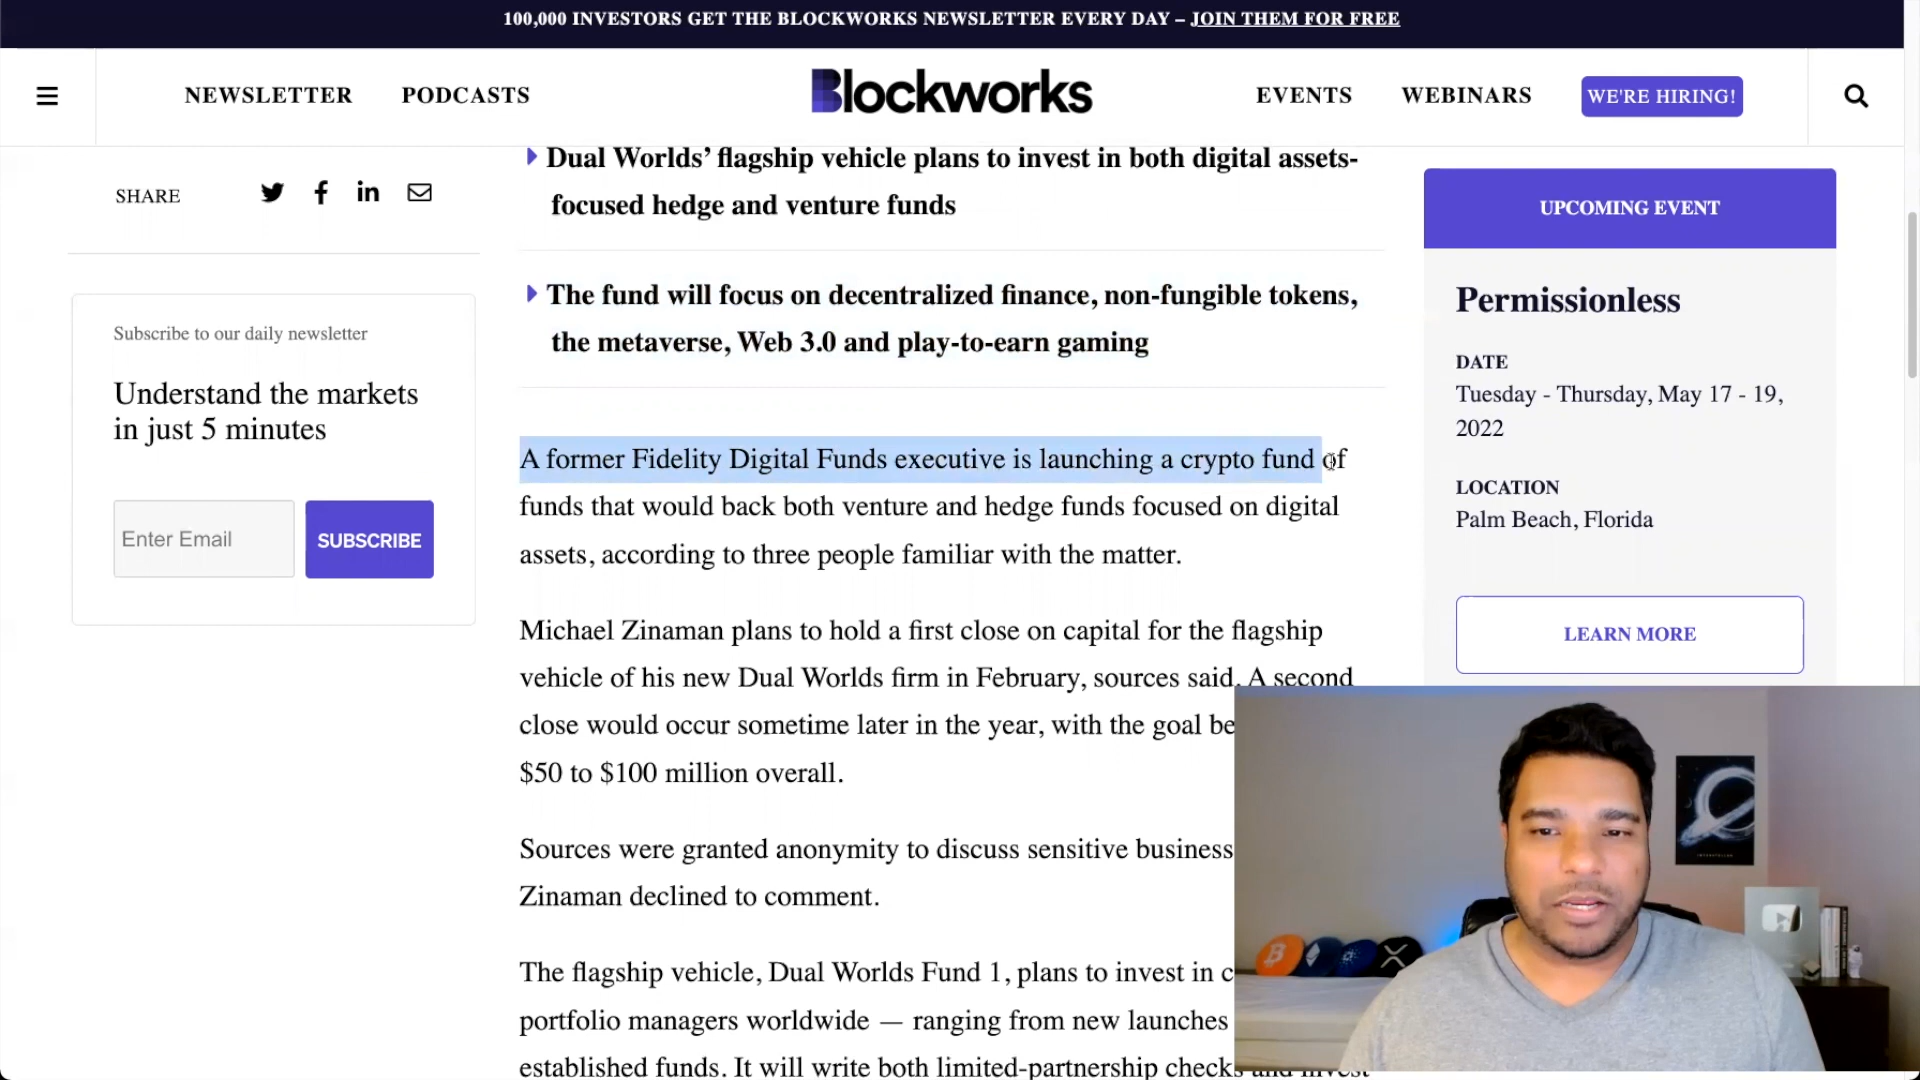 100,000 INVESTORS GET THE BLOCKWORKS NEWSLETTER EVERY DAY – JOIN THEM FOR FREE
NEWSLETTER PODCASTS Blockworks EVENTS WEBINARS WE'RE HIRING!
SHARE
Subscribe to our daily newsletter
Understand the markets
in just 5 minutes
Enter Email SUBSCRIBE
Dual Worlds’ flagship vehicle plans to invest in both digital assets-
focused hedge and venture funds
The fund will focus on decentralized finance, non-fungible tokens,
the metaverse, Web 3.0 and play-to-earn gaming
A former Fidelity Digital Funds executive is launching a crypto fund of
funds that would back both venture and hedge funds focused on digital
assets, according to three people familiar with the matter.
Michael Zinaman plans to hold a first close on capital for the flagship
vehicle of his new Dual Worlds firm in February, sources said. A second
close would occur sometime later in the year, with the goal be
$50 to $100 million overall.
Sources were granted anonymity to discuss sensitive business
Zinaman declined to comment.
The flagship vehicle, Dual Worlds Fund 1, plans to invest in c
portfolio managers worldwide — ranging from new launches
established funds. It will write both limited-partnership checks and invest
UPCOMING EVENT
Permissionless
DATE
Tuesday - Thursday, May 17 - 19,
2022
LOCATION
Palm Beach, Florida
LEARN MORE